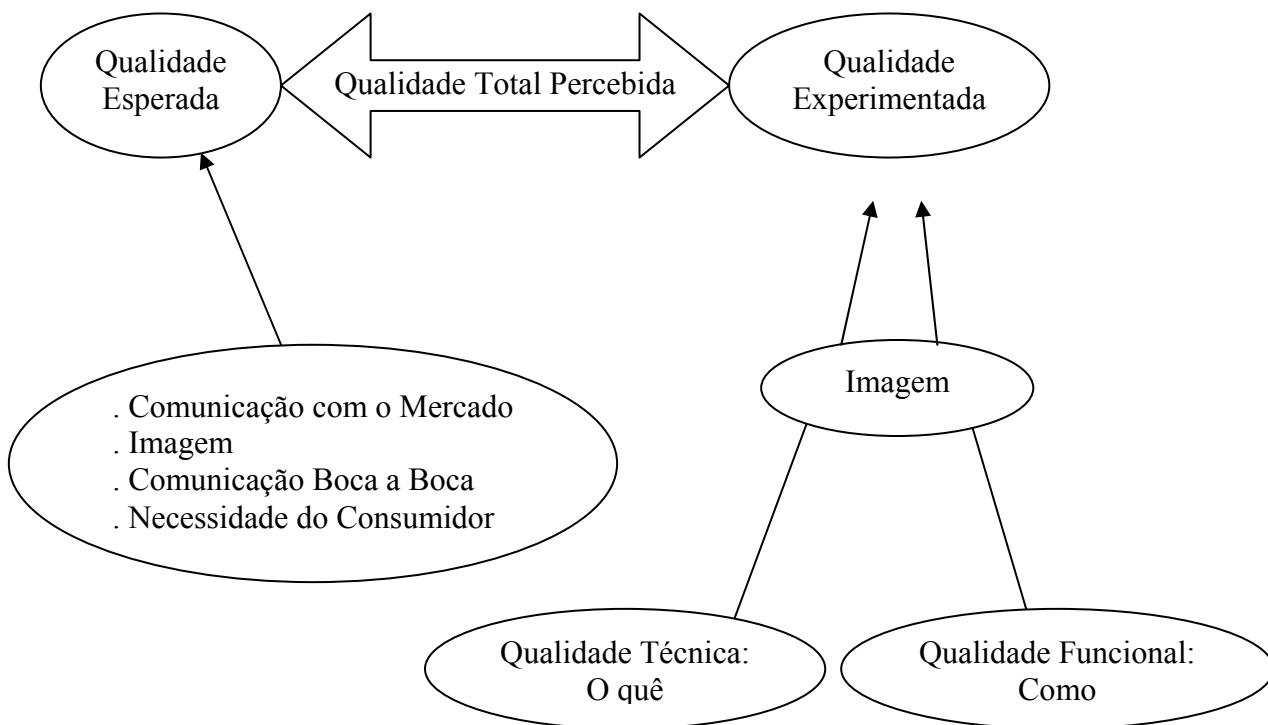 Qualidade
Esperada
Qualidade Total Percebida
Qualidade
Experimentada
. Comunicação com o Mercado
. Imagem
. Comunicação Boca a Boca
. Necessidade do Consumidor
Imagem
Qualidade Técnica:
O quê
Qualidade Funcional:
Como